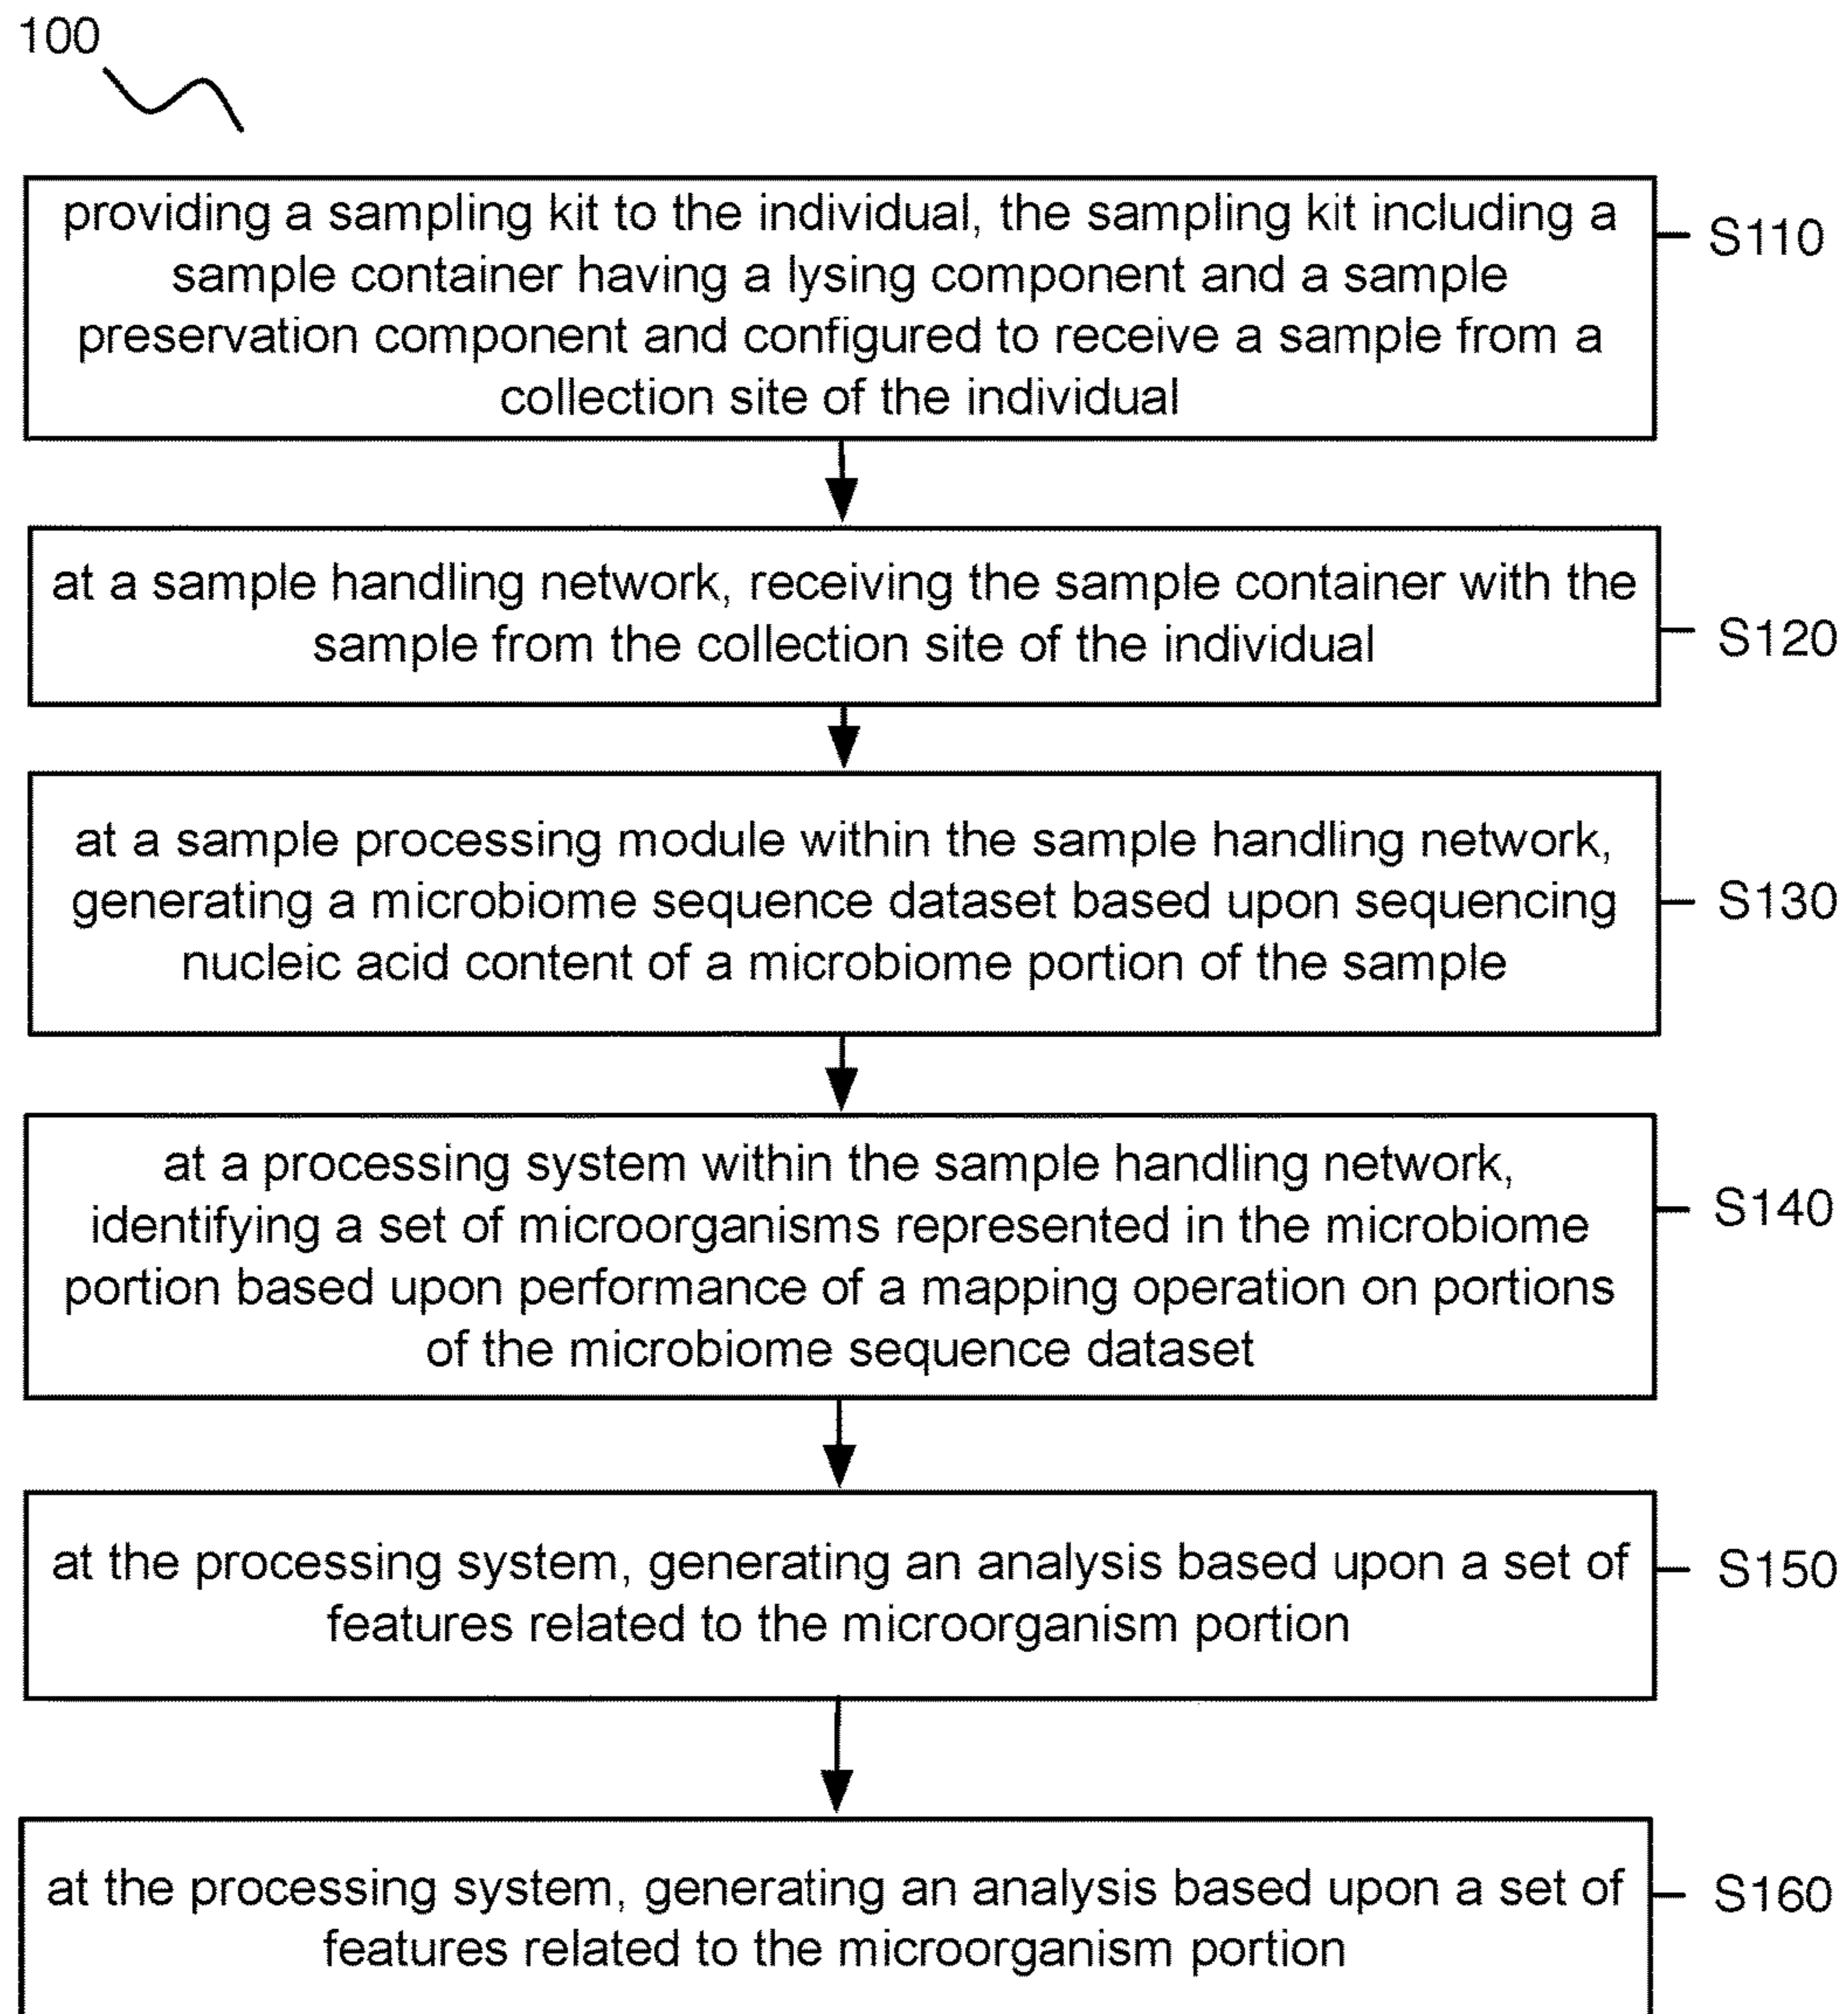 100
providing a sampling kit to the individual, the sampling kit including a
sample container having a lysing component and a sample
preservation component and configured to receive a sample from a
collection site of the individual
S110
at a sample handling network, receiving the sample container with the
sample from the collection site of the individual
S120
at a sample processing module within the sample handling network,
generating a microbiome sequence dataset based upon sequencing
nucleic acid content of a microbiome portion of the sample
S130
at a processing system within the sample handling network,
identifying a set of microorganisms represented in the microbiome
portion based upon performance of a mapping operation on portions
of the microbiome sequence dataset
S140
at the processing system, generating an analysis based upon a set of
features related to the microorganism portion
S150
at the processing system, generating an analysis based upon a set of
features related to the microorganism portion
S160